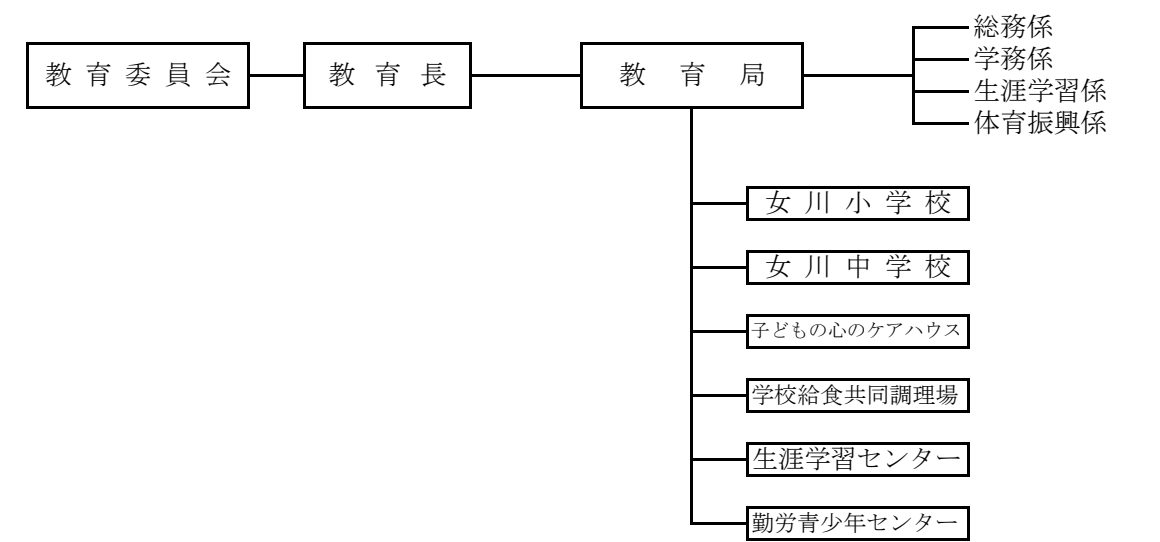 教育委員会
教育長
教育局
総務係
学務係
生涯学習係
体育振興係
女川小学校
女川中学校
子どもの心のケアハウス
学校給食共同調理場
生涯学習センター
勤労青少年センター